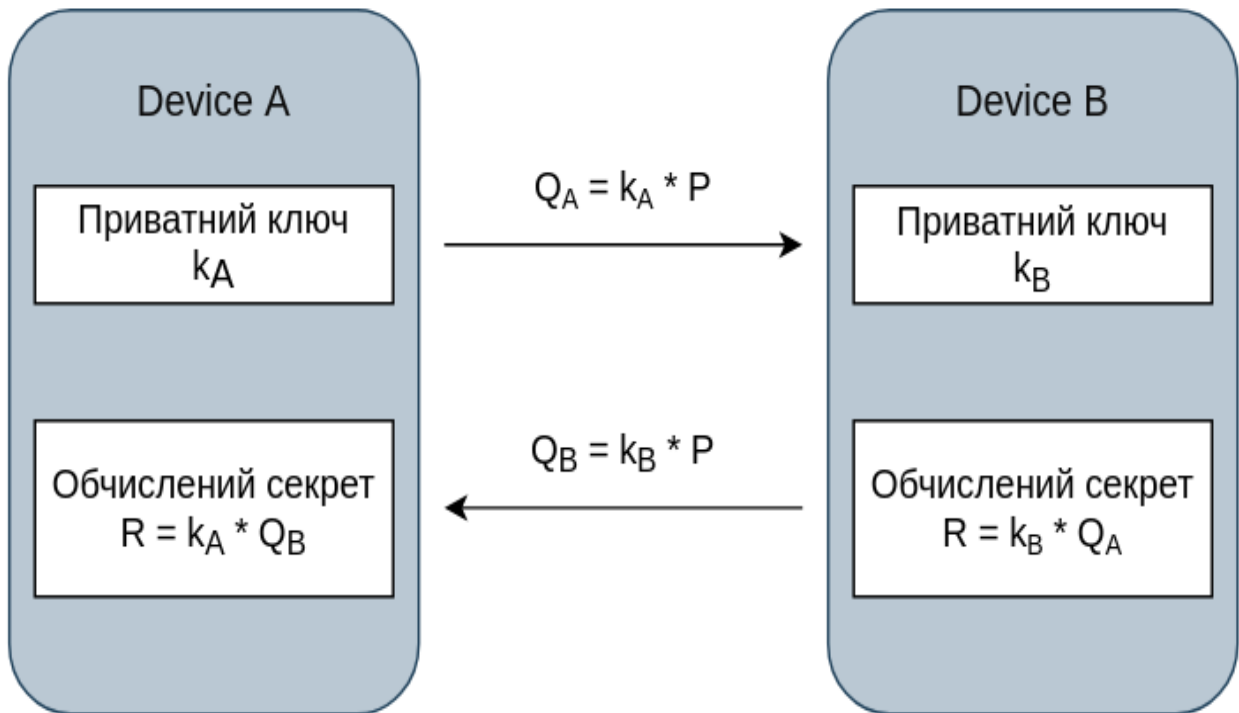 Device A
Приватний ключ
kA
Обчислений секрет
R = kA * QB
QA = kA * P
QB = kB * P
Device B
Приватний ключ
kB
Обчислений секрет
R = kB * QA